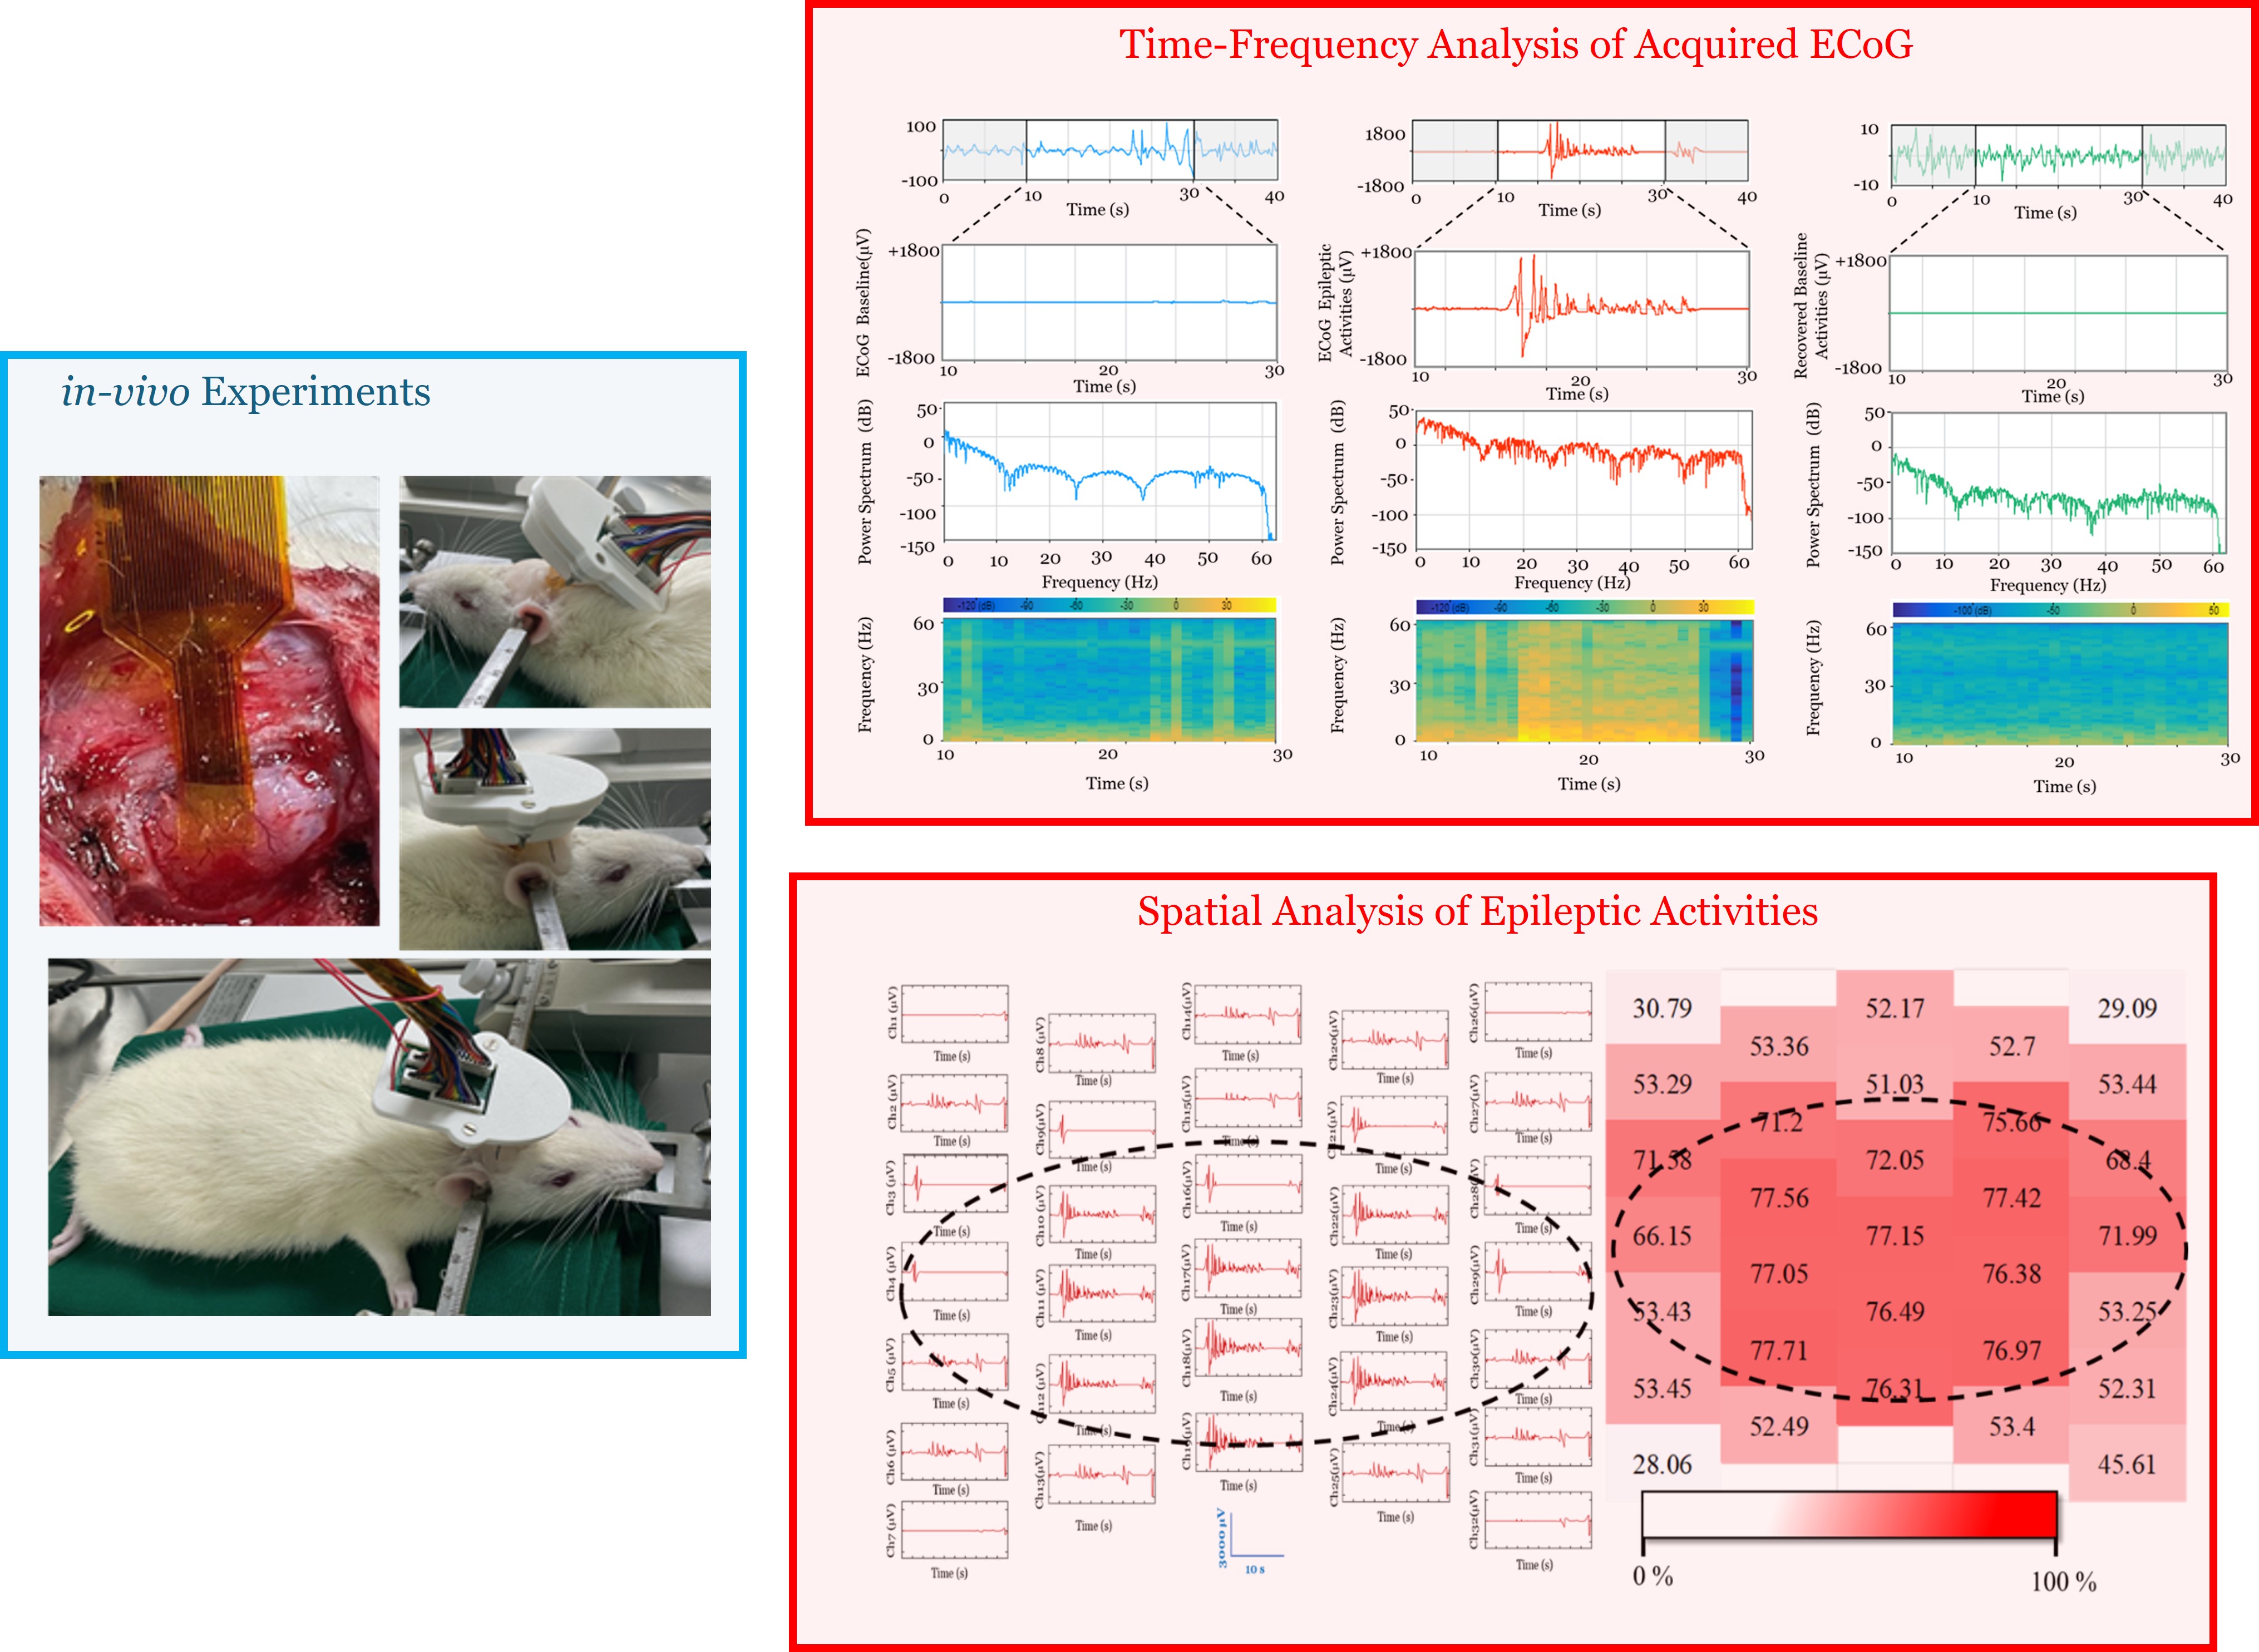 in-vivo Experiments
Time-Frequency Analysis of Acquired ECoG
100
-100
0
10
30
40
Time (s)
1800
-1800
0
10
30
40
Time (s)
10
-10
0
10
30
40
Time (s)
ECoG Baseline(µV)
+1800
-1800
10
20
30
Time (s)
ECoG Epileptic
Activities (µV)
+1800
-1800
10
20
30
Time (s)
Recovered Baseline
Activities (µV)
+1800
-1800
10
20
30
Time (s)
Power Spectrum (dB)
50
0
-50
-100
-150
0 10 20 30 40 50 60
Frequency (Hz)
Power Spectrum (dB)
50
0
-50
-100
-150
0 10 20 30 40 50 60
Frequency (Hz)
Power Spectrum (dB)
50
0
-50
-100
-150
0 10 20 30 40 50 60
Frequency (Hz)
-120 (dB) -90 -60 -30 0 30
Frequency (Hz)
60
30
0
10 20 30
Time (s)
-120 (dB) -90 -60 -30 0 30
Frequency (Hz)
60
30
0
10 20 30
Time (s)
-100 (dB) -50 0 50
Frequency (Hz)
60
30
0
10 20 30
Time (s)
Spatial Analysis of Epileptic Activities
Ch1 (µV)
Time (s)
Ch2 (µV)
Time (s)
Ch3 (µV)
Time (s)
Ch4 (µV)
Time (s)
Ch5 (µV)
Time (s)
Ch6 (µV)
Time (s)
Ch7 (µV)
Time (s)
Ch8 (µV)
Time (s)
Ch9(µV)
Time (s)
Ch10 (µV)
Time (s)
Ch11 (µV)
Time (s)
Ch12 (µV)
Time (s)
Ch13(µV)
Time (s)
Ch14(µV)
Time (s)
Ch15(µV)
Time (s)
Ch16(µV)
Time (s)
Ch17(µV)
Time (s)
Ch18(µV)
Time (s)
Time (s)
Ch20(µV)
Time (s)
Ch21(µV)
Time (s)
Ch22(µV)
Time (s)
Ch23(µV)
Time (s)
Ch24(µV)
Time (s)
Ch25(µV)
Time (s)
Ch26(µV)
Time (s)
Ch27(µV)
Time (s)
Ch28(µV)
Time (s)
Ch29(µV)
Time (s)
Ch30(µV)
Time (s)
Ch31(µV)
Time (s)
Ch32(µV)
Time (s)
3000 µV
10 s
30.79 52.17 29.09
53.36 52.7
53.29 51.03 53.44
71.2 75.66
71.38 72.05 68.4
77.56 77.42
66.15 77.15 71.99
77.05 76.38
53.43 76.49 53.25
77.71 76.97
53.45 76.31 52.31
52.49 53.4
28.06 45.61
0 %
100 %